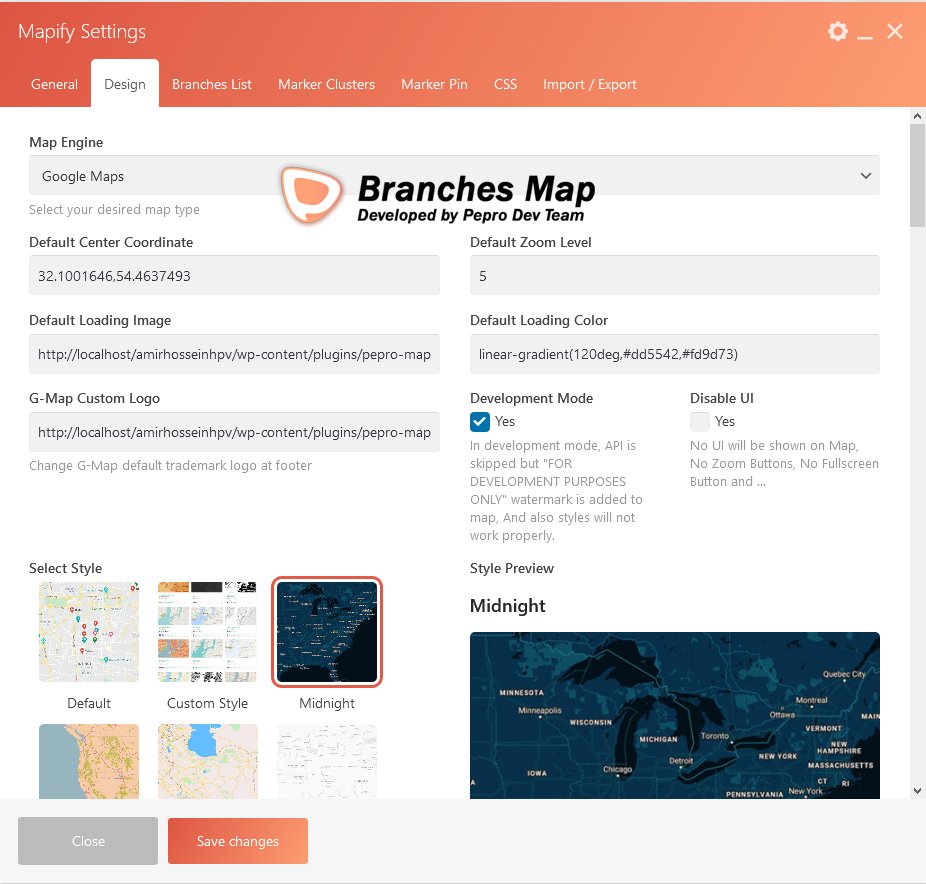 Mapify Settings
General
Design
Branches List
Marker Clusters
Marker Pin
CSS
Import / Export
Map Engine
Google Maps
Select your desired map type
Branches Map
Developed by Pepro Dev Team
Default Center Coordinate
Default Zoom Level
32.1001646,54.4637493
5
Default Loading Image
Default Loading Color
http://localhost/amirhosseinhpv/wp-content/plugins/pepro-map
linear-gradient(120deg,#dd5542,#fd9d73)
G-Map Custom Logo
Development Mode
Disable UI
http://localhost/amirhosseinhpv/wp-content/plugins/pepro-map
Yes
Yes
Change G-Map default trademark logo at footer
In development mode, API is
skipped but "FOR
DEVELOPMENT PURPOSES
ONLY" watermark is added to
map, And also styles will not
work properly.
No UI will be shown on Map,
No Zoom Buttons, No Fullscreen
Button and ...
Select Style
Style Preview
Midnight
Default
Custom Style
Midnight
Quebec City
MINNESOTA
Montreal
Minneapolis
Ottawa
MAIN
WISCONSIN
VERMONT
MICHIGAN
Toronto
NEW
HAMPSHIRE
NEW YORK
Detroit
MASSACHUSETTS
IOWA
Chicago
CT
RI
PENNSYLVANIA
New York
Close
Save changes